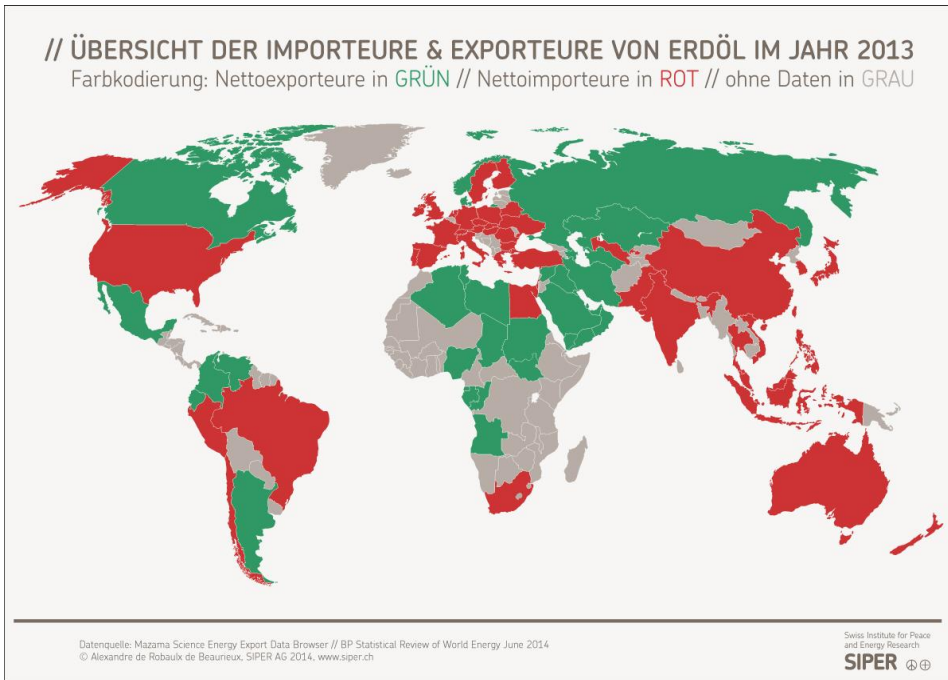 // ÜBERSICHT DER IMPORTEURE & EXPORTEURE VON ERDÖL IM JAHR 2013
Farbkodierung: Nettoexporteure in GRÜN // Nettoimporteure in ROT // ohne Daten in GRAU
Datenquelle: Mazama Science Energy Export Data Browser // BP Statistical Review of World Energy June 2014
© Alexandre de Robaulx de Beaurieux, SIPER AG 2014, www.siper.ch
Swiss Institute for Peace
and Energy Research
SIPER